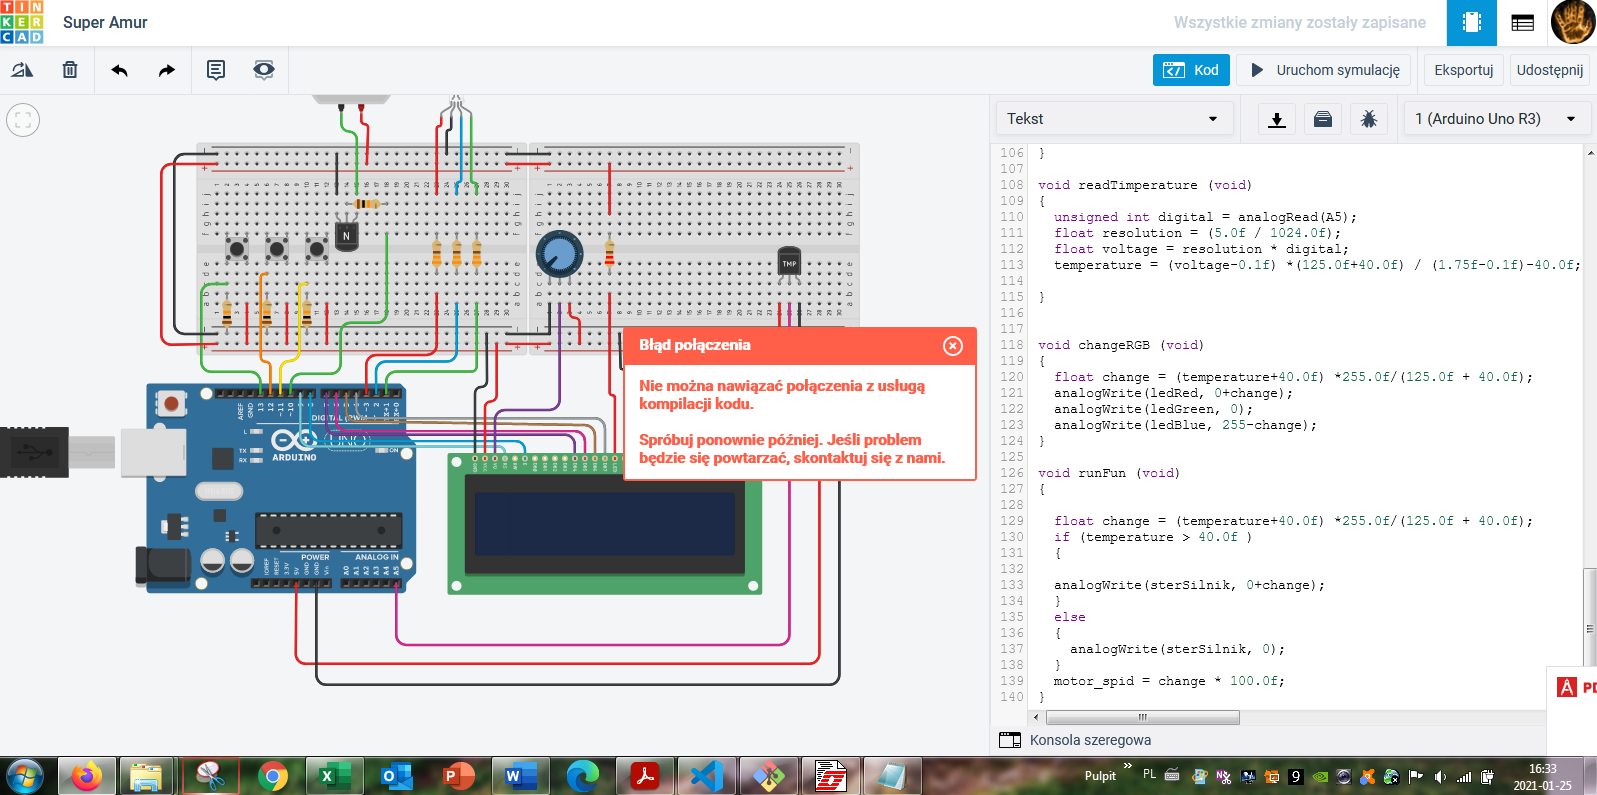 TIN
KER
CAD
Super Amur
Wszystkie zmiany zostały zapisane
Kod
Uruchom symulację
Eksportuj
Udostępnij
Tekst
1 (Arduino Uno R3)
N
TMP
Błąd połączenia
Nie można nawiązać połączenia z usługą
kompilacji kodu.
Spróbuj ponownie później. Jeśli problem
będzie się powtarzać, skontaktuj się z nami.
AREF
GND
13
12
~11
~10
DIGITAL (PWM
L
TX
RX
ON
UNO
ARDUINO
POWER
ANALOG IN
IOREF
RESET
3.3V
5V
GND
GND
Vin
A0
A1
A2
A3
A4
A5
106 }
107
108 void readTimperature (void)
109 {
110 unsigned int digital = analogRead(A5);
111 float resolution = (5.0f / 1024.0f);
112 float voltage = resolution * digital;
113 temperature = (voltage-0.1f) *(125.0f+40.0f) / (1.75f-0.1f)-40.0f;
114
115 }
116
117
118 void changeRGB (void)
119 {
120 float change = (temperature+40.0f) *255.0f/(125.0f + 40.0f);
121 analogWrite(ledRed, 0+change);
122 analogWrite(ledGreen, 0);
123 analogWrite(ledBlue, 255-change);
124 }
125
126 void runFun (void)
127 {
128
129 float change = (temperature+40.0f) *255.0f/(125.0f + 40.0f);
130 if (temperature > 40.0f )
131 {
132
133 analogWrite(sterSilnik, 0+change);
134 }
135 else
136 {
137 analogWrite(sterSilnik, 0);
138 }
139 motor_spid = change * 100.0f;
140 }
Konsola szeregowa
Pulpit
PL
16:33
2021-01-25